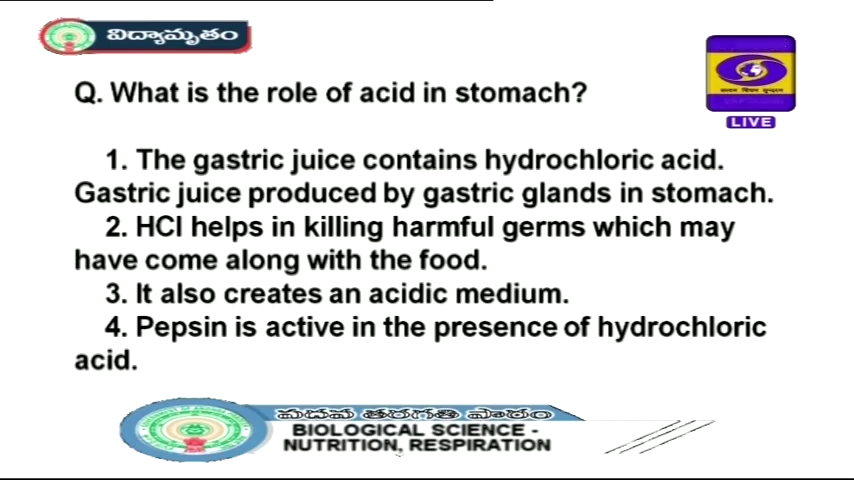 విద్యామృతం
Q. What is the role of acid in stomach?
LIVE
1. The gastric juice contains hydrochloric acid.
Gastric juice produced by gastric glands in stomach.
2. HCl helps in killing harmful germs which may
have come along with the food.
3. It also creates an acidic medium.
4. Pepsin is active in the presence of hydrochloric
acid.
పదవ తరగతి పాఠం
BIOLOGICAL SCIENCE -
NUTRITION, RESPIRATION